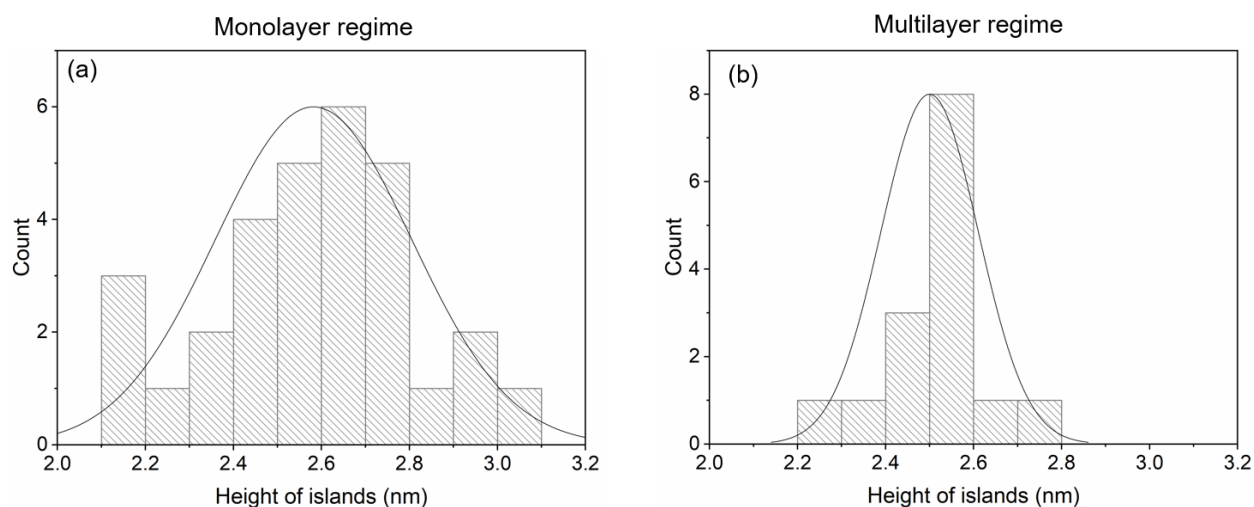 Monolayer regime
(a)
6
4
2
0
Count
2.0 2.2 2.4 2.6 2.8 3.0 3.2
Height of islands (nm)
Multilayer regime
(b)
8
6
4
2
0
Count
2.0 2.2 2.4 2.6 2.8 3.0 3.2
Height of islands (nm)